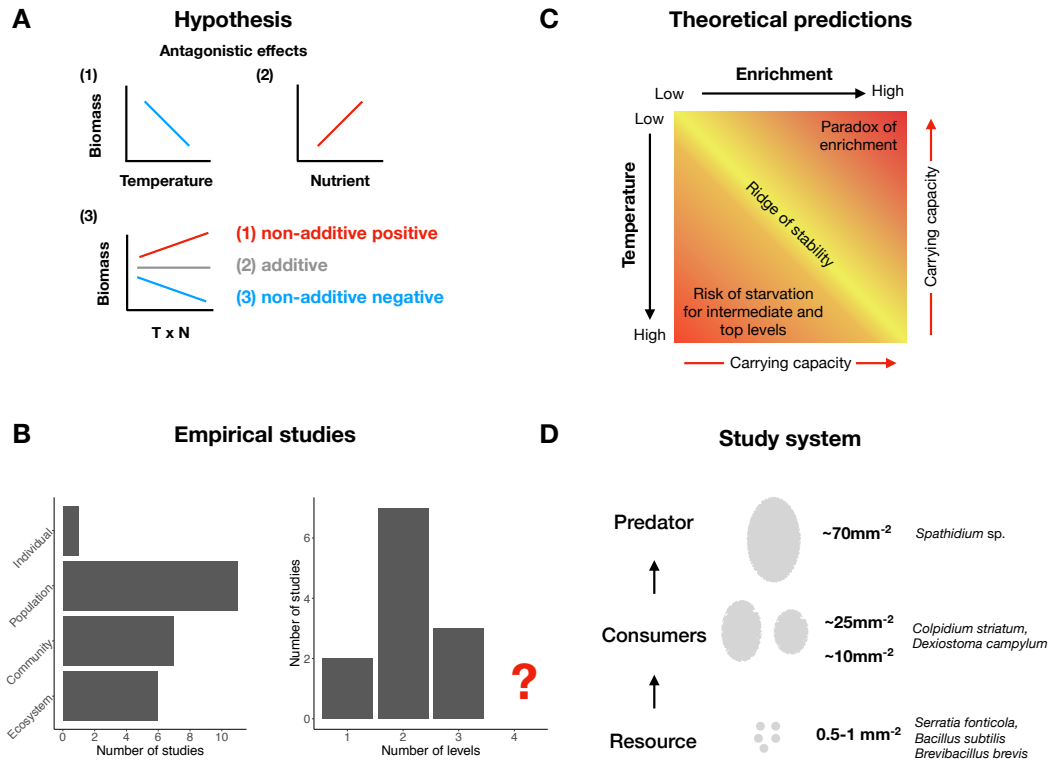 A
Hypothesis
Antagonistic effects
(1)
(2)
Biomass
Temperature
Nutrient
(3)
Biomass
T x N
(1) non-additive positive
(2) additive
(3) non-additive negative
C
Theoretical predictions
Enrichment
Low
High
Low
Temperature
High
Paradox of
enrichment
Ridge of stability
Risk of starvation
for intermediate and
top levels
Carrying capacity
Carrying capacity
B
Empirical studies
Individual
Population
Community
Ecosystem
0 2 4 6 8 10
Number of studies
Number of studies
6
4
2
0
?
1 2 3 4
Number of levels
D
Study system
Predator
~70mm-2
Spathidium sp.
Consumers
~25mm-2
~10mm-2
Colpidium striatum,
Dexiostoma campylum
Resource
0.5-1 mm-2
Serratia fonticola,
Bacillus subtilis
Brevibacillus brevis